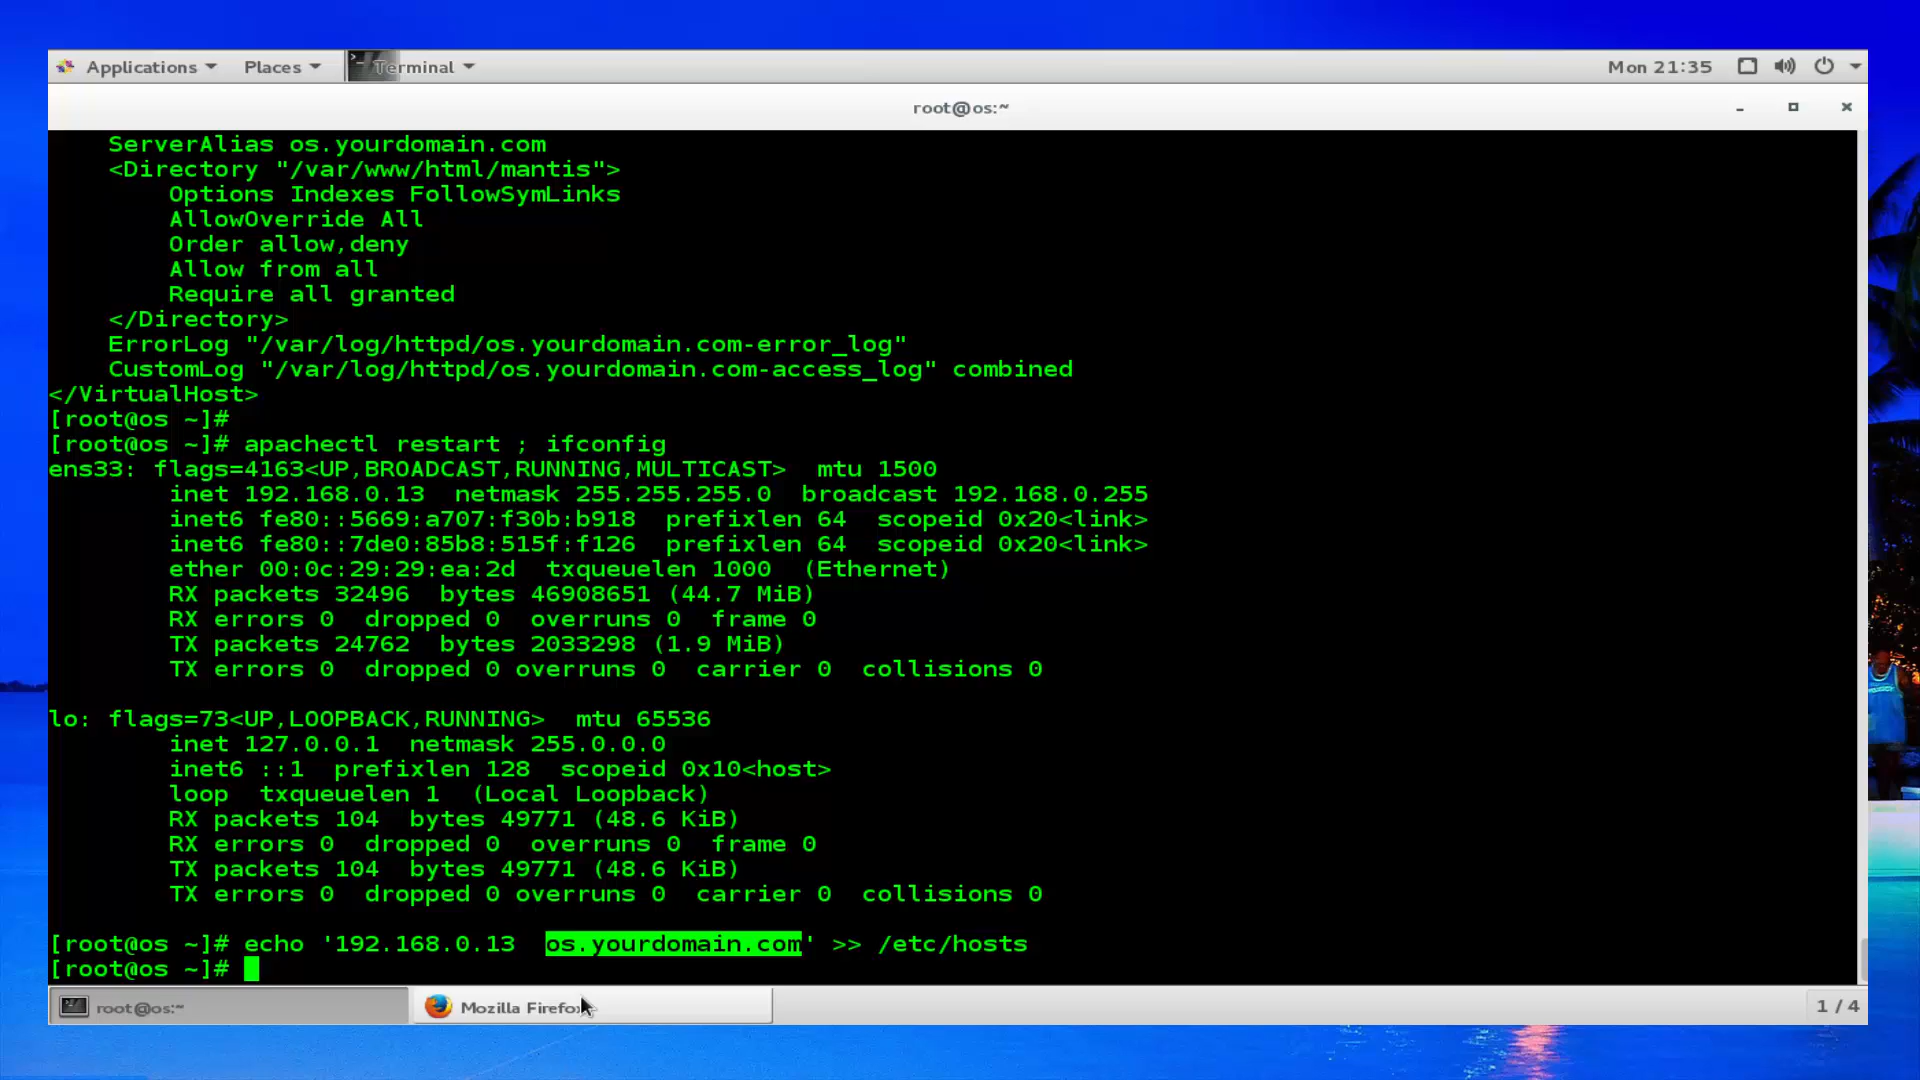 Applications Places Terminal Mon 21:35
root@os:~
ServerAlias os.yourdomain.com
<Directory "/var/www/html/mantis">
Options Indexes FollowSymLinks
AllowOverride All
Order allow,deny
Allow from all
Require all granted
</Directory>
ErrorLog "/var/log/httpd/os.yourdomain.com-error_log"
CustomLog "/var/log/httpd/os.yourdomain.com-access_log" combined
</VirtualHost>
[root@os ~]#
[root@os ~]# apachectl restart ; ifconfig
ens33: flags=4163<UP,BROADCAST,RUNNING,MULTICAST> mtu 1500
inet 192.168.0.13 netmask 255.255.255.0 broadcast 192.168.0.255
inet6 fe80::5669:a707:f30b:b918 prefixlen 64 scopeid 0x20<link>
inet6 fe80::7de0:85b8:515f:f126 prefixlen 64 scopeid 0x20<link>
ether 00:0c:29:29:ea:2d txqueuelen 1000 (Ethernet)
RX packets 32496 bytes 46908651 (44.7 MiB)
RX errors 0 dropped 0 overruns 0 frame 0
TX packets 24762 bytes 2033298 (1.9 MiB)
TX errors 0 dropped 0 overruns 0 carrier 0 collisions 0
lo: flags=73<UP,LOOPBACK,RUNNING> mtu 65536
inet 127.0.0.1 netmask 255.0.0.0
inet6 ::1 prefixlen 128 scopeid 0x10<host>
loop txqueuelen 1 (Local Loopback)
RX packets 104 bytes 49771 (48.6 KiB)
RX errors 0 dropped 0 overruns 0 frame 0
TX packets 104 bytes 49771 (48.6 KiB)
TX errors 0 dropped 0 overruns 0 carrier 0 collisions 0
[root@os ~]# echo '192.168.0.13 os.yourdomain.com' >> /etc/hosts
[root@os ~]#
root@os:~ Mozilla Firefox 1 / 4